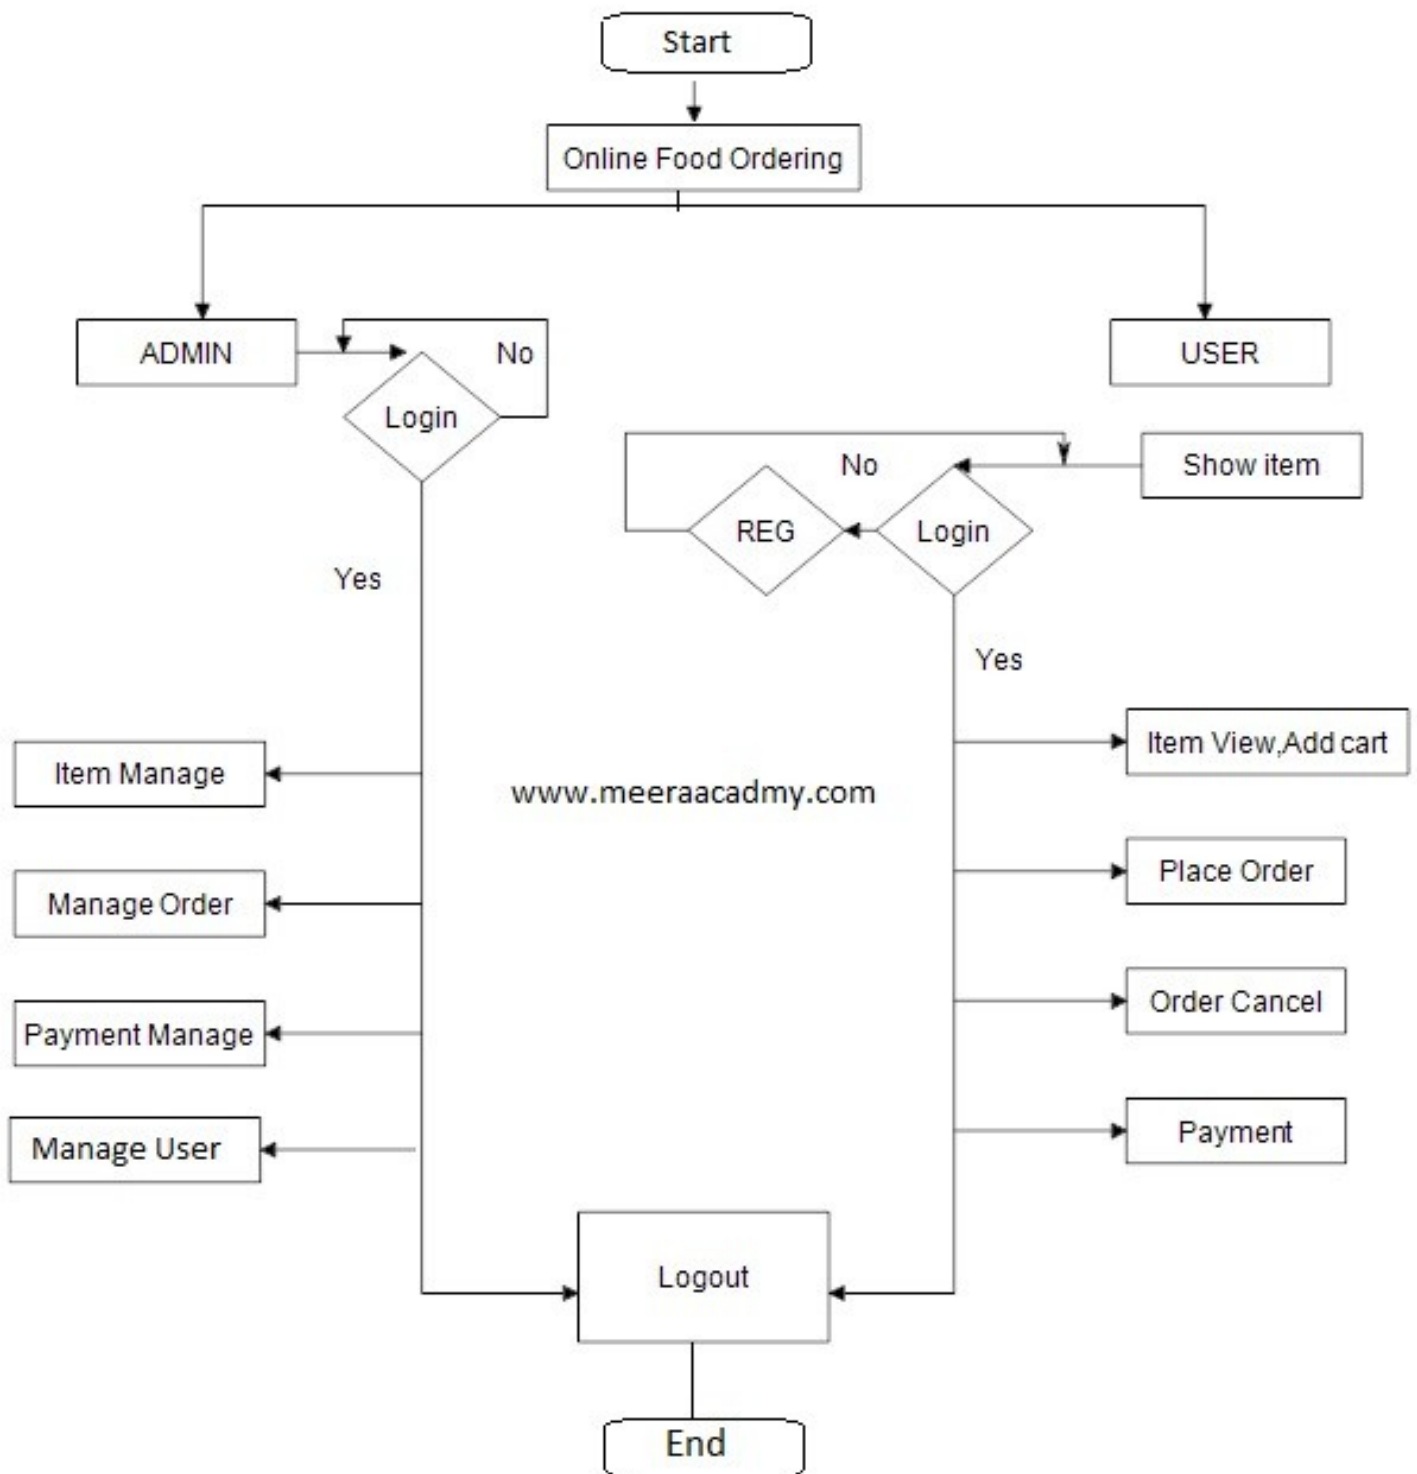 Start
Online Food Ordering
ADMIN
No
USER
Login
No
Show item
REG
Login
Yes
Yes
Item View,Add cart
Item Manage
www.meeraacadmy.com
Place Order
Manage Order
Order Cancel
Payment Manage
Payment
Manage User
Logout
End